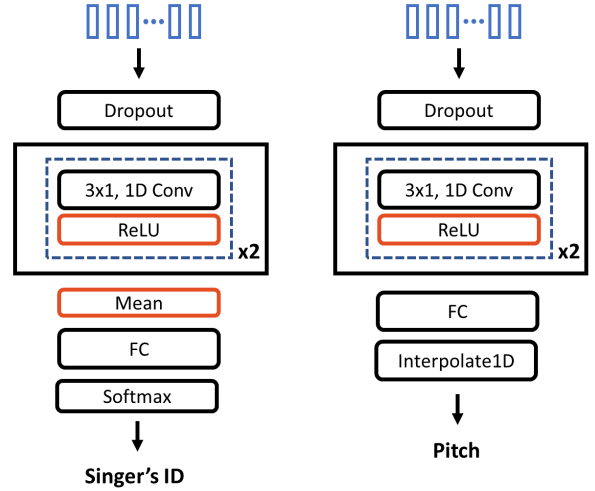 Dropout
3x1, 1D Conv
ReLU
x2
Mean
FC
Softmax
Singer's ID
Dropout
3x1, 1D Conv
ReLU
x2
FC
Interpolate1D
Pitch